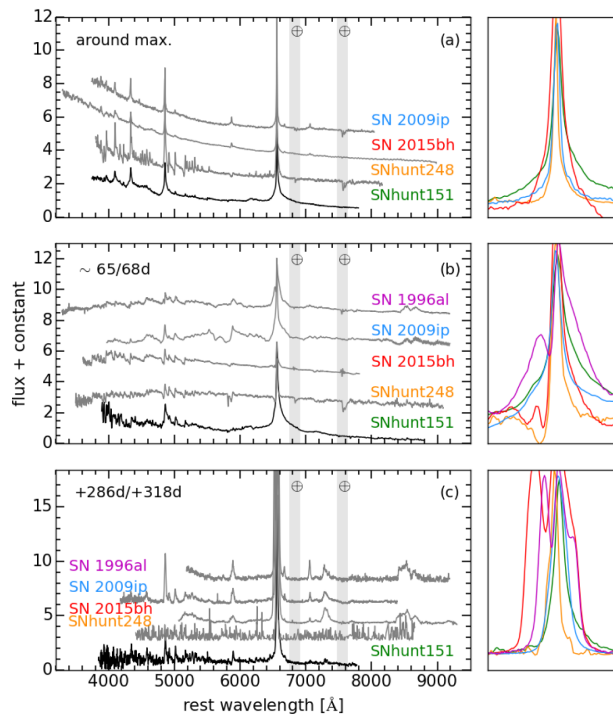 12
10
8
6
4
2
0
around max.
⊕
⊕
(a)
SN 2009ip
SN 2015bh
SNhunt248
SNhunt151
flux + constant
12
10
8
6
4
2
0
~ 65/68d
⊕
⊕
(b)
SN 1996al
SN 2009ip
SN 2015bh
SNhunt248
SNhunt151
15
10
5
0
+286d/+318d
⊕
⊕
(c)
SN 1996al
SN 2009ip
SN 2015bh
SNhunt248
SNhunt151
4000 5000 6000 7000 8000 9000
rest wavelength [Å]